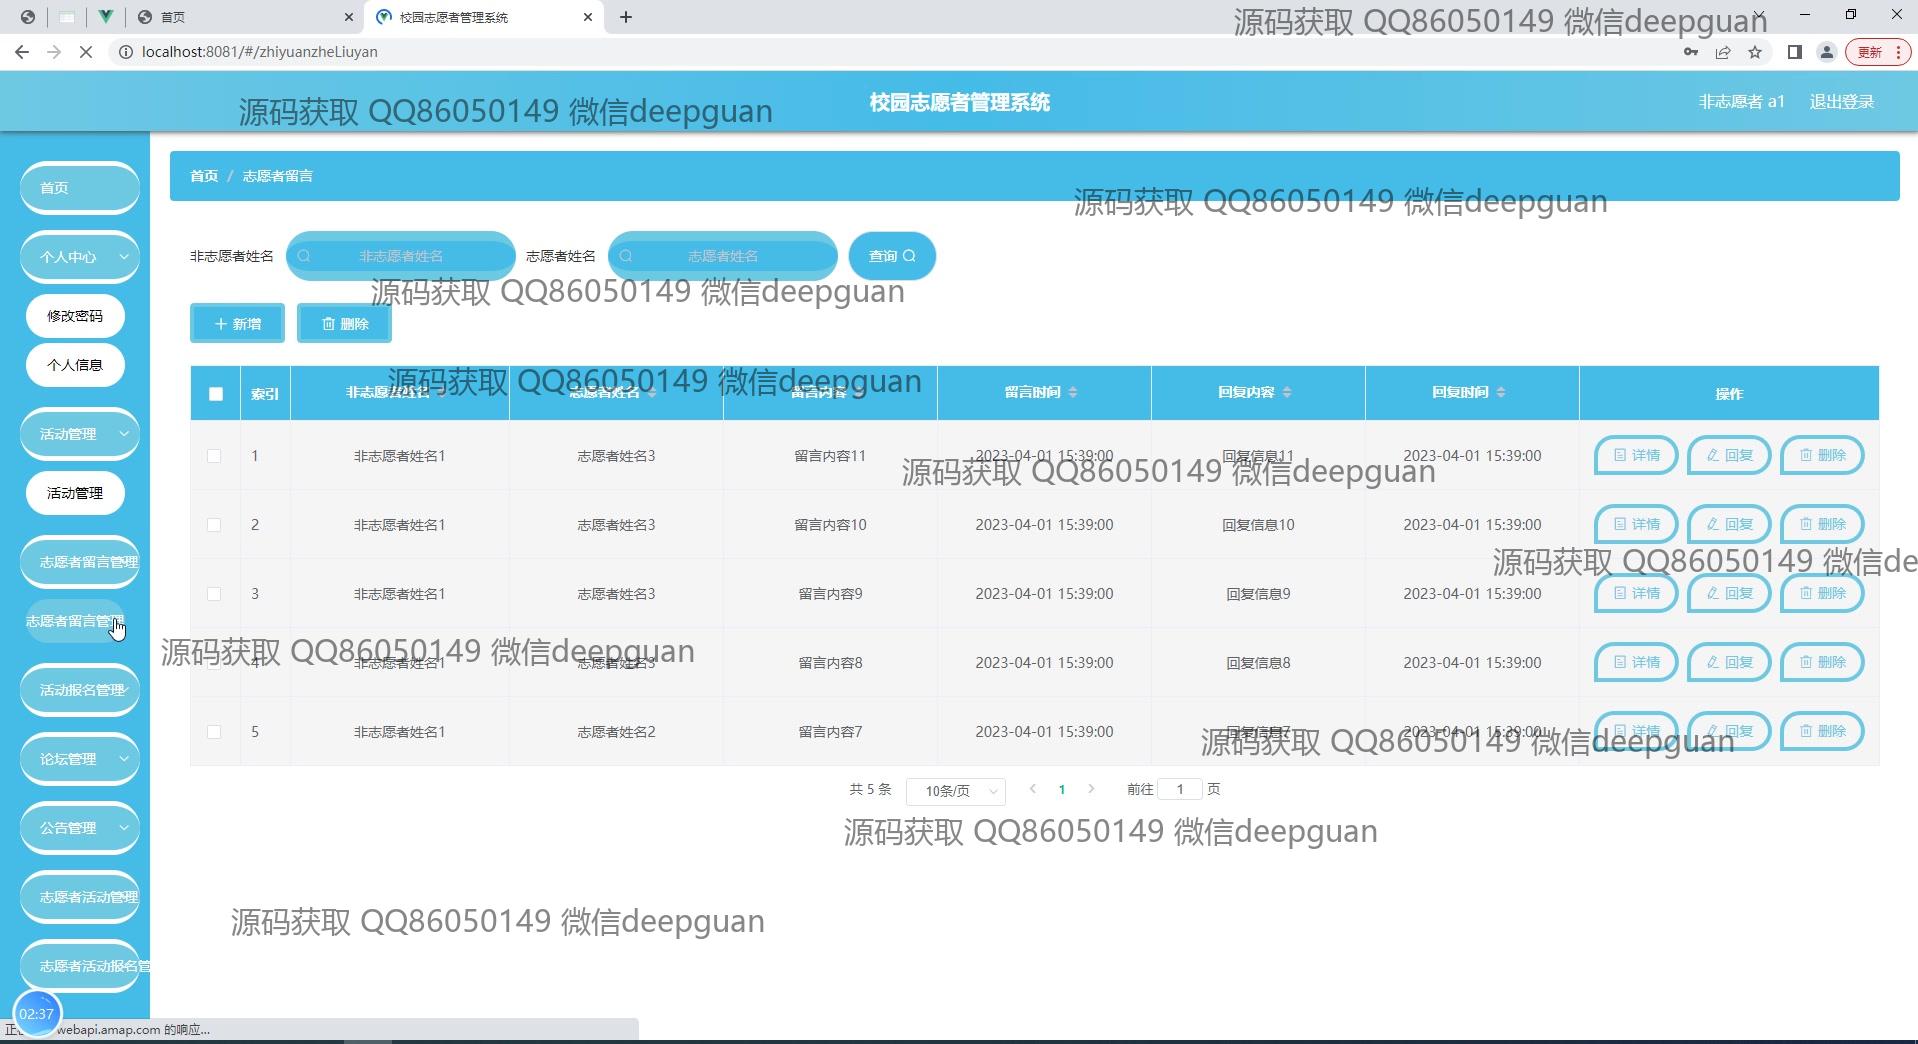 首页
校园志愿者管理系统
源码获取 QQ86050149 微信deepguan
localhost:8081/#/zhiyuanzheLiuyan
更新
源码获取 QQ86050149 微信deepguan
校园志愿者管理系统
非志愿者 a1
退出登录
首页
个人中心
修改密码
个人信息
活动管理
活动管理
志愿者留言管理
志愿者留言管理
活动报名管理
论坛管理
公告管理
志愿者活动管理
志愿者活动报名管
首页 / 志愿者留言
源码获取 QQ86050149 微信deepguan
非志愿者姓名 非志愿者姓名 志愿者姓名 志愿者姓名 查询
源码获取 QQ86050149 微信deepguan
新增 删除
源码获取 QQ86050149 微信deepguan
索引 非志愿者姓名 志愿者姓名 留言内容 留言时间 回复内容 回复时间 操作
1 非志愿者姓名1 志愿者姓名3 留言内容11 2023-04-01 15:39:00 回复信息11 2023-04-01 15:39:00 详情 回复 删除
源码获取 QQ86050149 微信deepguan
2 非志愿者姓名1 志愿者姓名3 留言内容10 2023-04-01 15:39:00 回复信息10 2023-04-01 15:39:00 详情 回复 删除
源码获取 QQ86050149 微信de
3 非志愿者姓名1 志愿者姓名3 留言内容9 2023-04-01 15:39:00 回复信息9 2023-04-01 15:39:00 详情 回复 删除
源码获取 QQ86050149 微信deepguan
4 非志愿者姓名1 志愿者姓名3 留言内容8 2023-04-01 15:39:00 回复信息8 2023-04-01 15:39:00 详情 回复 删除
5 非志愿者姓名1 志愿者姓名2 留言内容7 2023-04-01 15:39:00 回复信息7 2023-04-01 15:39:00 详情 回复 删除
源码获取 QQ86050149 微信deepguan
共 5 条 10条/页 1 前往 1 页
源码获取 QQ86050149 微信deepguan
源码获取 QQ86050149 微信deepguan
02:37
webapi.amap.com 的响应...